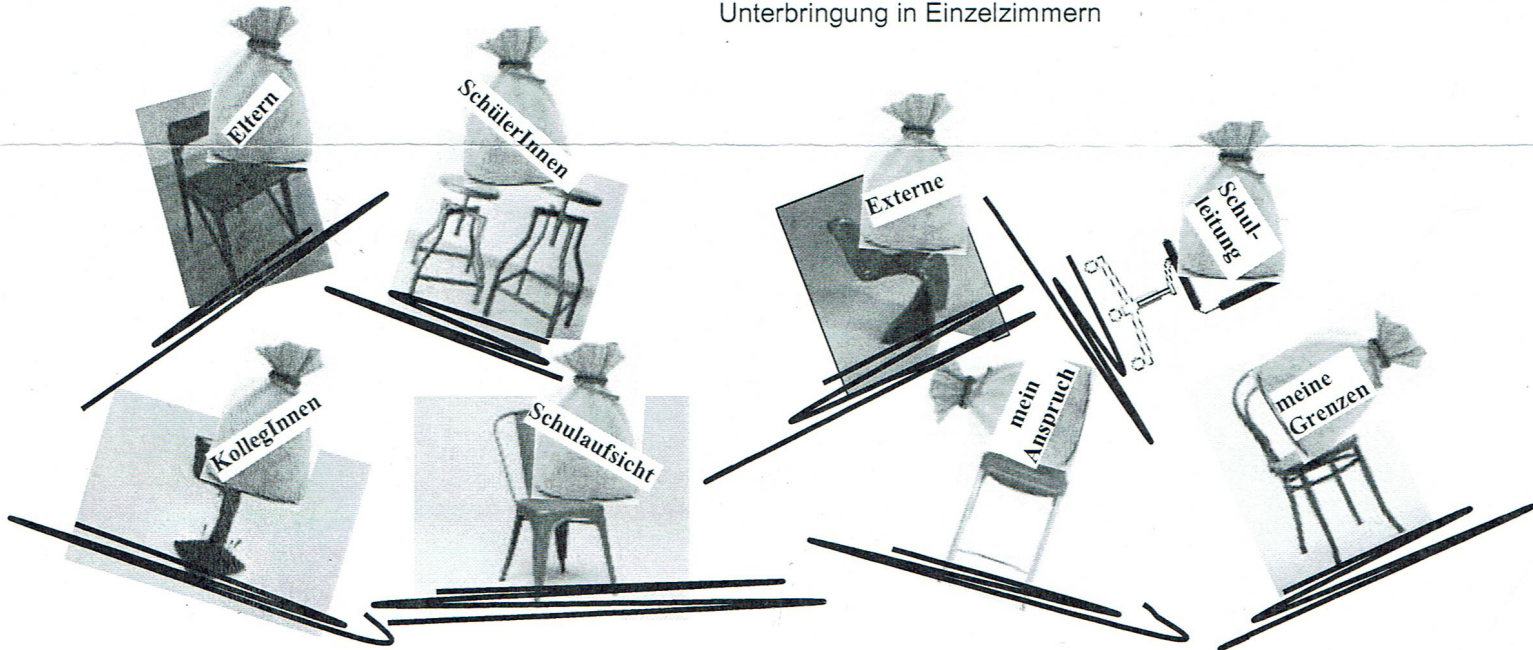 Unterbringung in Einzelzimmern
Eltern
SchülerInnen
Externe
Schul-
leitung
KollegInnen
Schulaufsicht
mein
Anspruch
meine
Grenzen